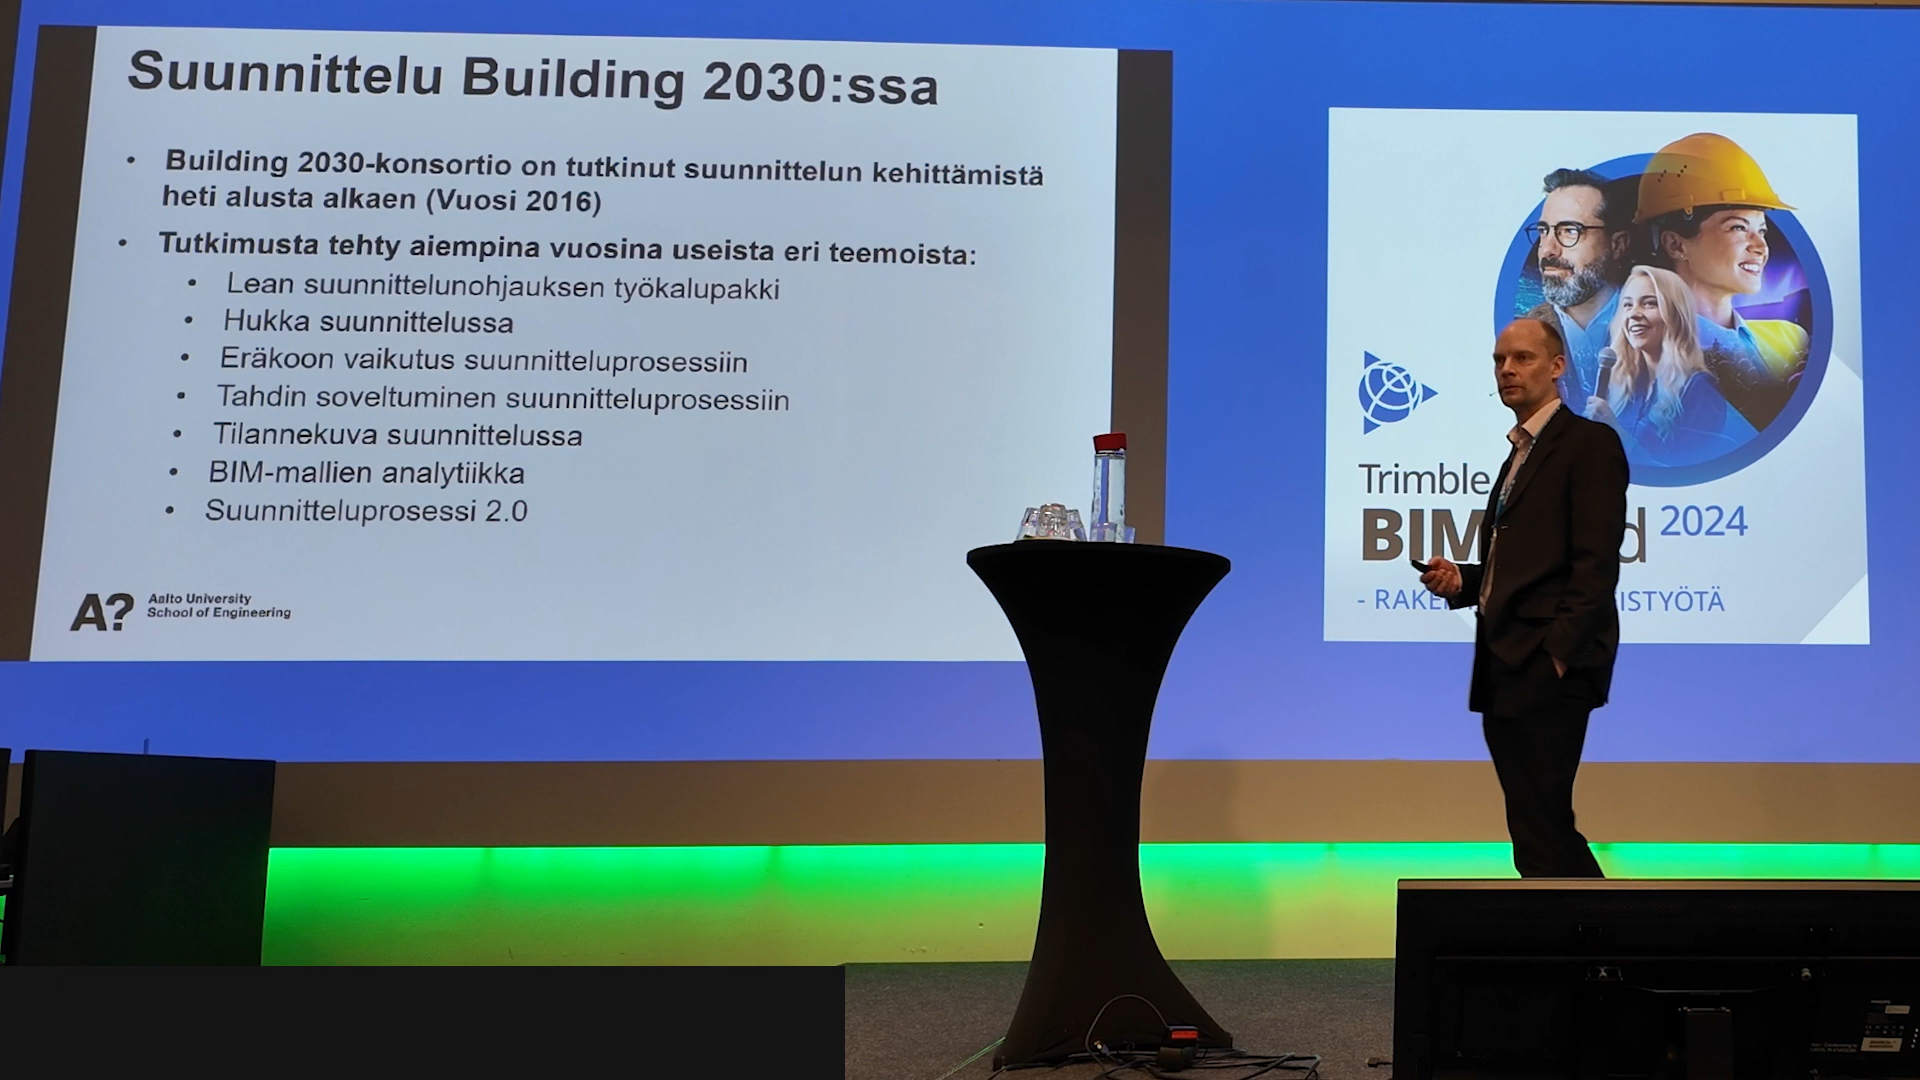 Suunnittelu Building 2030:ssa
• Building 2030-konsortio on tutkinut suunnittelun kehittämistä
heti alusta alkaen (Vuosi 2016)
• Tutkimusta tehty aiempina vuosina useista eri teemoista:
• Lean suunnittelunohjauksen työkalupakki
• Hukka suunnittelussa
• Eräkoon vaikutus suunnitteluprosessiin
• Tahdin soveltuminen suunnitteluprosessiin
• Tilannekuva suunnittelussa
• BIM-mallien analytiikka
• Suunnitteluprosessi 2.0
A?
Aalto University
School of Engineering
Trimble
BIM 2024
PHILIPS